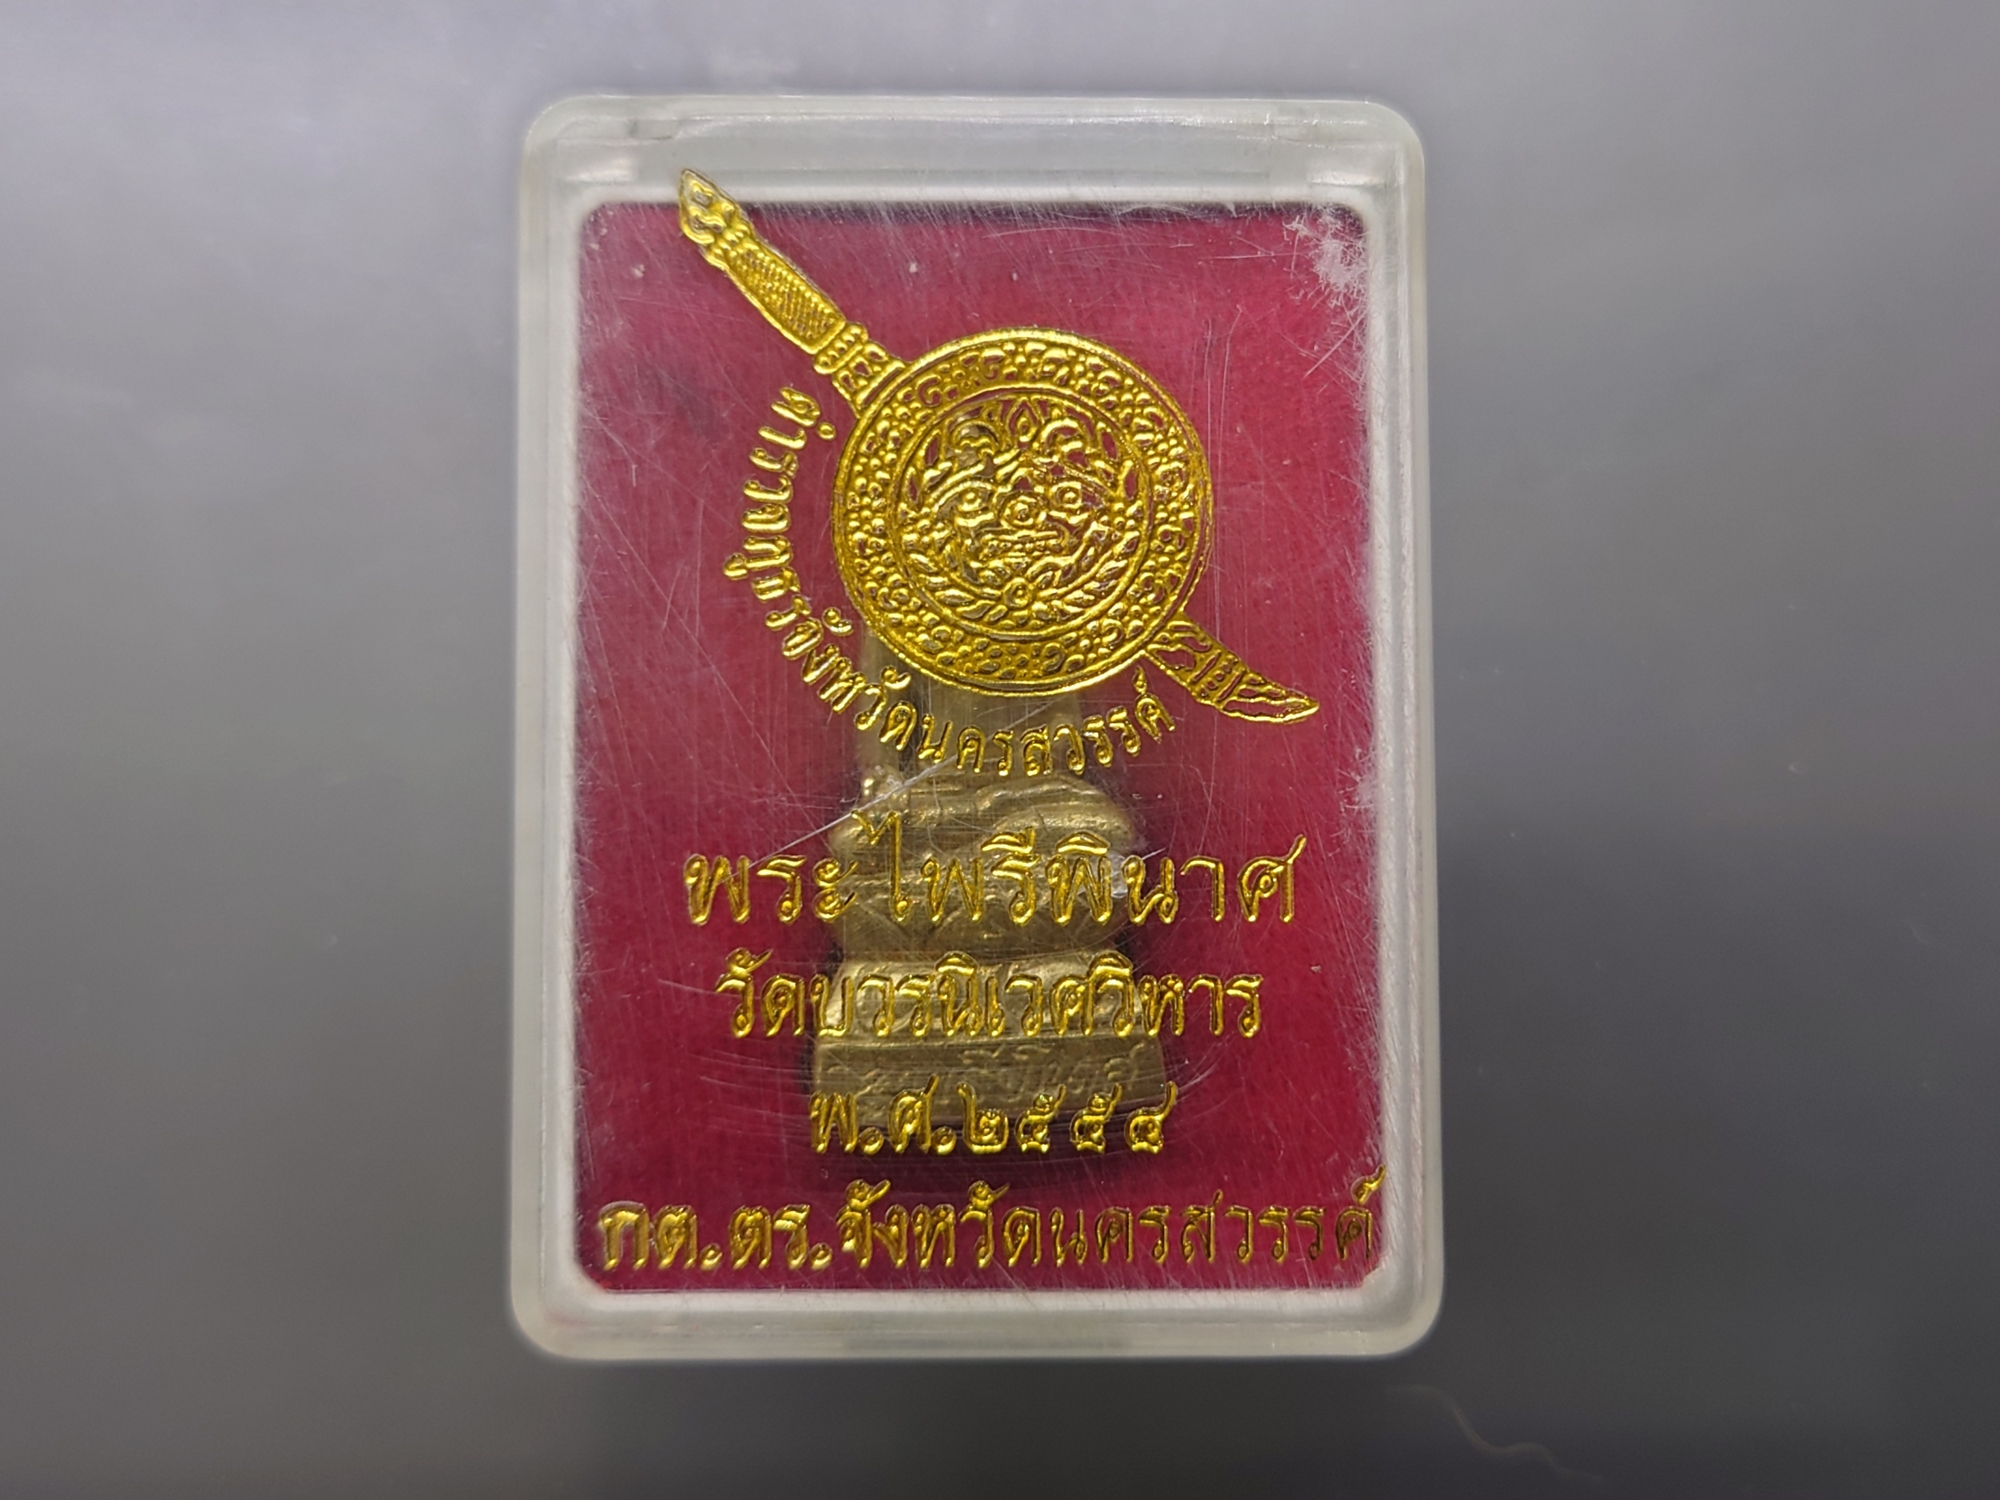 ตำรวจภูธรจังหวัดนครสวรรค์
พระไพรีพินาศ
วัดบวรนิเวศวิหาร
พ.ศ.๒๕๕๔
กต.ตร.จังหวัดนครสวรรค์